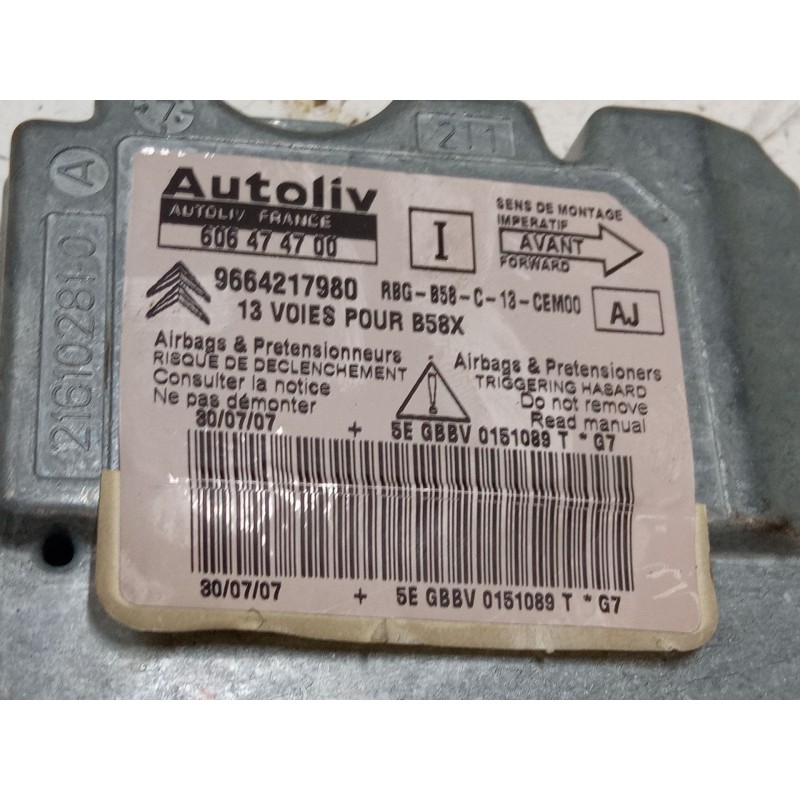 211
A
21610281-0
Autoliv
AUTOLIV FRANCE
606 47 47 00
I
SENS DE MONTAGE
IMPERATIF
AVANT
FORWARD
9664217980 RBG-B58-C-13-CEM00
13 VOIES POUR B58X
AJ
Airbags & Pretensionneurs
RISQUE DE DECLENCHEMENT
Consulter la notice
Ne pas démonter
Airbags & Pretensioners
TRIGGERING HASARD
Do not remove
Read manual
!
30/07/07 + 5E GBBV 0151089 T * G7
30/07/07 + 5E GBBV 0151089 T * G7